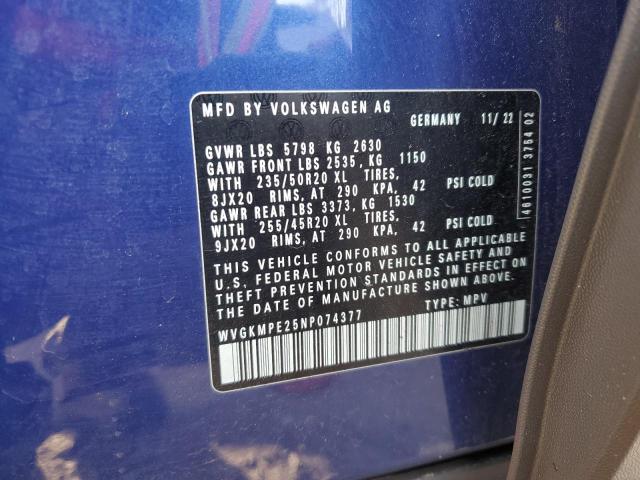 MFD BY VOLKSWAGEN AG
GERMANY 11/ 22
GVWR LBS 5798 KG 2630
GAWR FRONT LBS 2535, KG 1150
WITH 235/50R20 XL TIRES,
8JX20 RIMS, AT 290 KPA, 42 PSI COLD
GAWR REAR LBS 3373, KG 1530
WITH 255/45R20 XL TIRES,
9JX20 RIMS, AT 290 KPA, 42 PSI COLD
THIS VEHICLE CONFORMS TO ALL APPLICABLE
U.S. FEDERAL MOTOR VEHICLE SAFETY AND
THEFT PREVENTION STANDARDS IN EFFECT ON
THE DATE OF MANUFACTURE SHOWN ABOVE.
WVGKMPE25NP074377 TYPE: MPV
4610031 3754 02